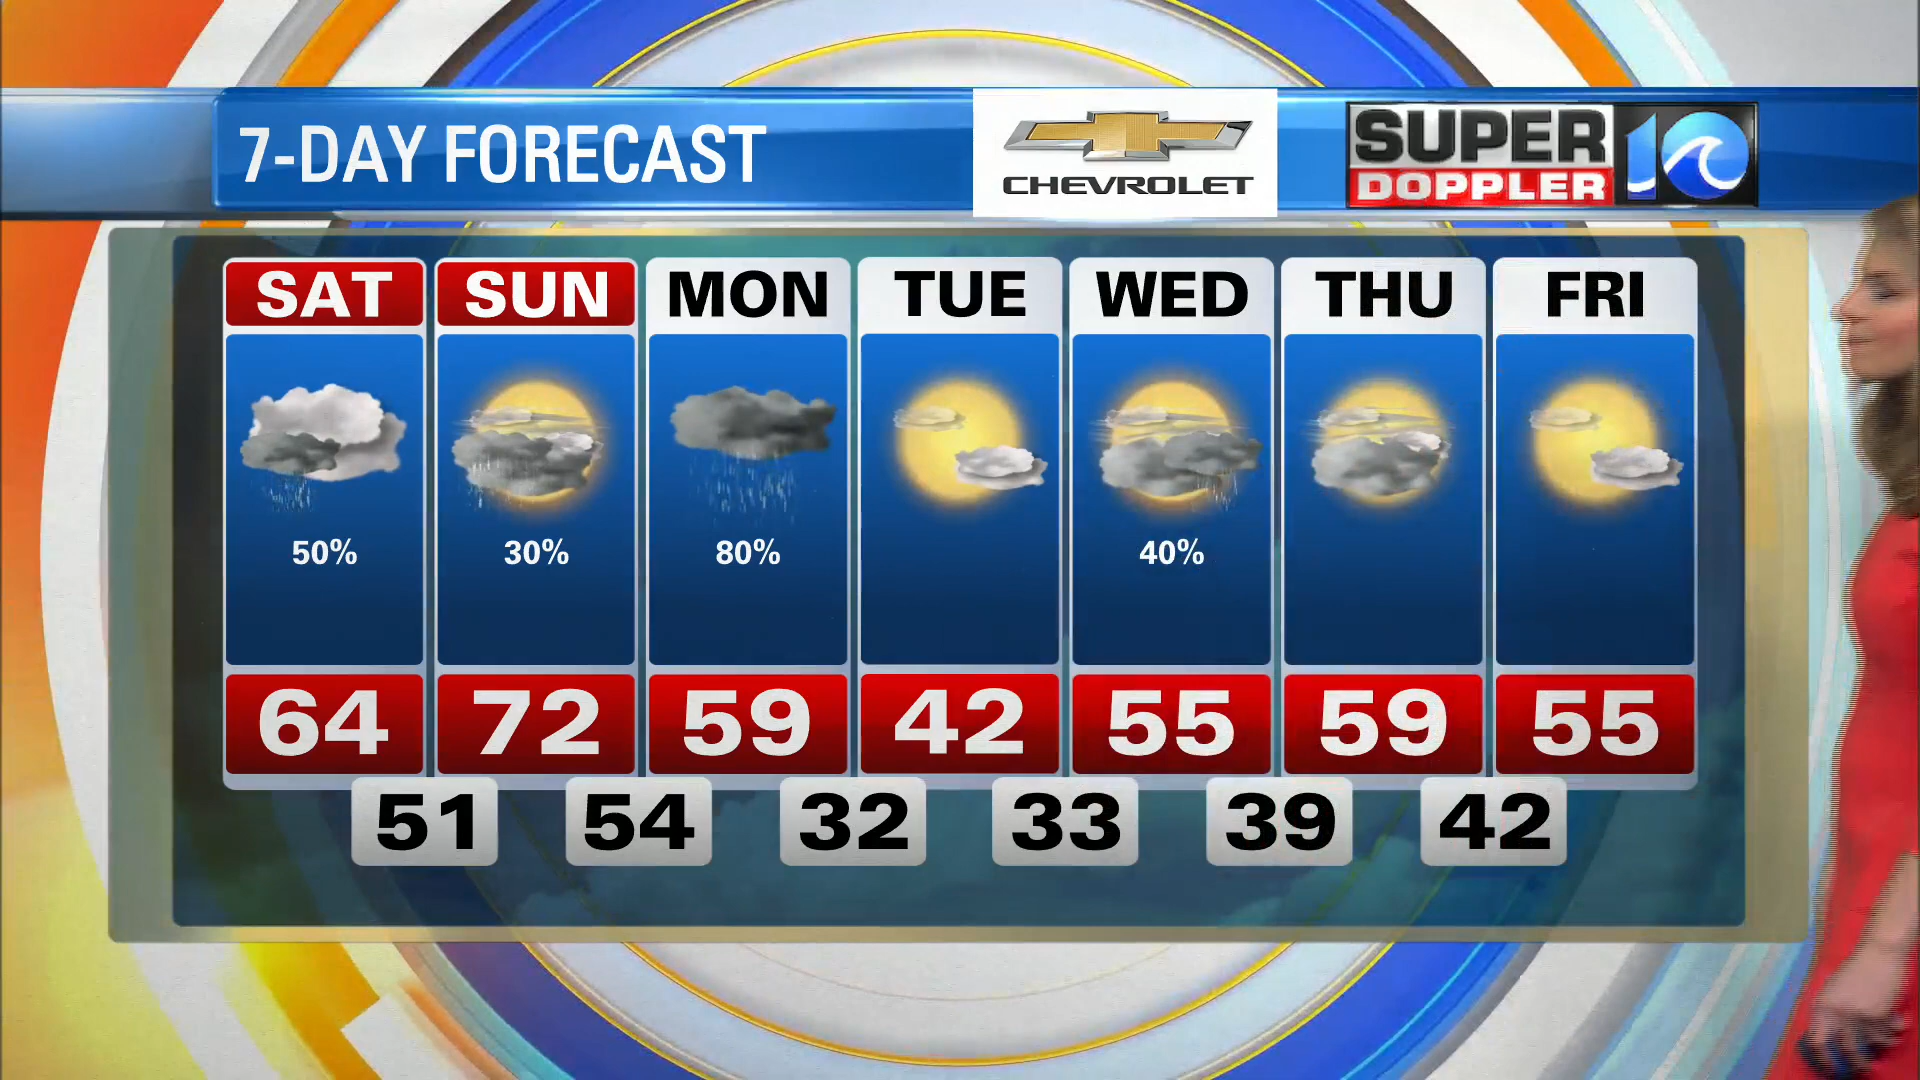 7-DAY FORECAST
CHEVROLET
SUPER
DOPPLER 10
SAT SUN MON TUE WED THU FRI
50% 30% 80% 40%
64 72 59 42 55 59 55
51 54 32 33 39 42